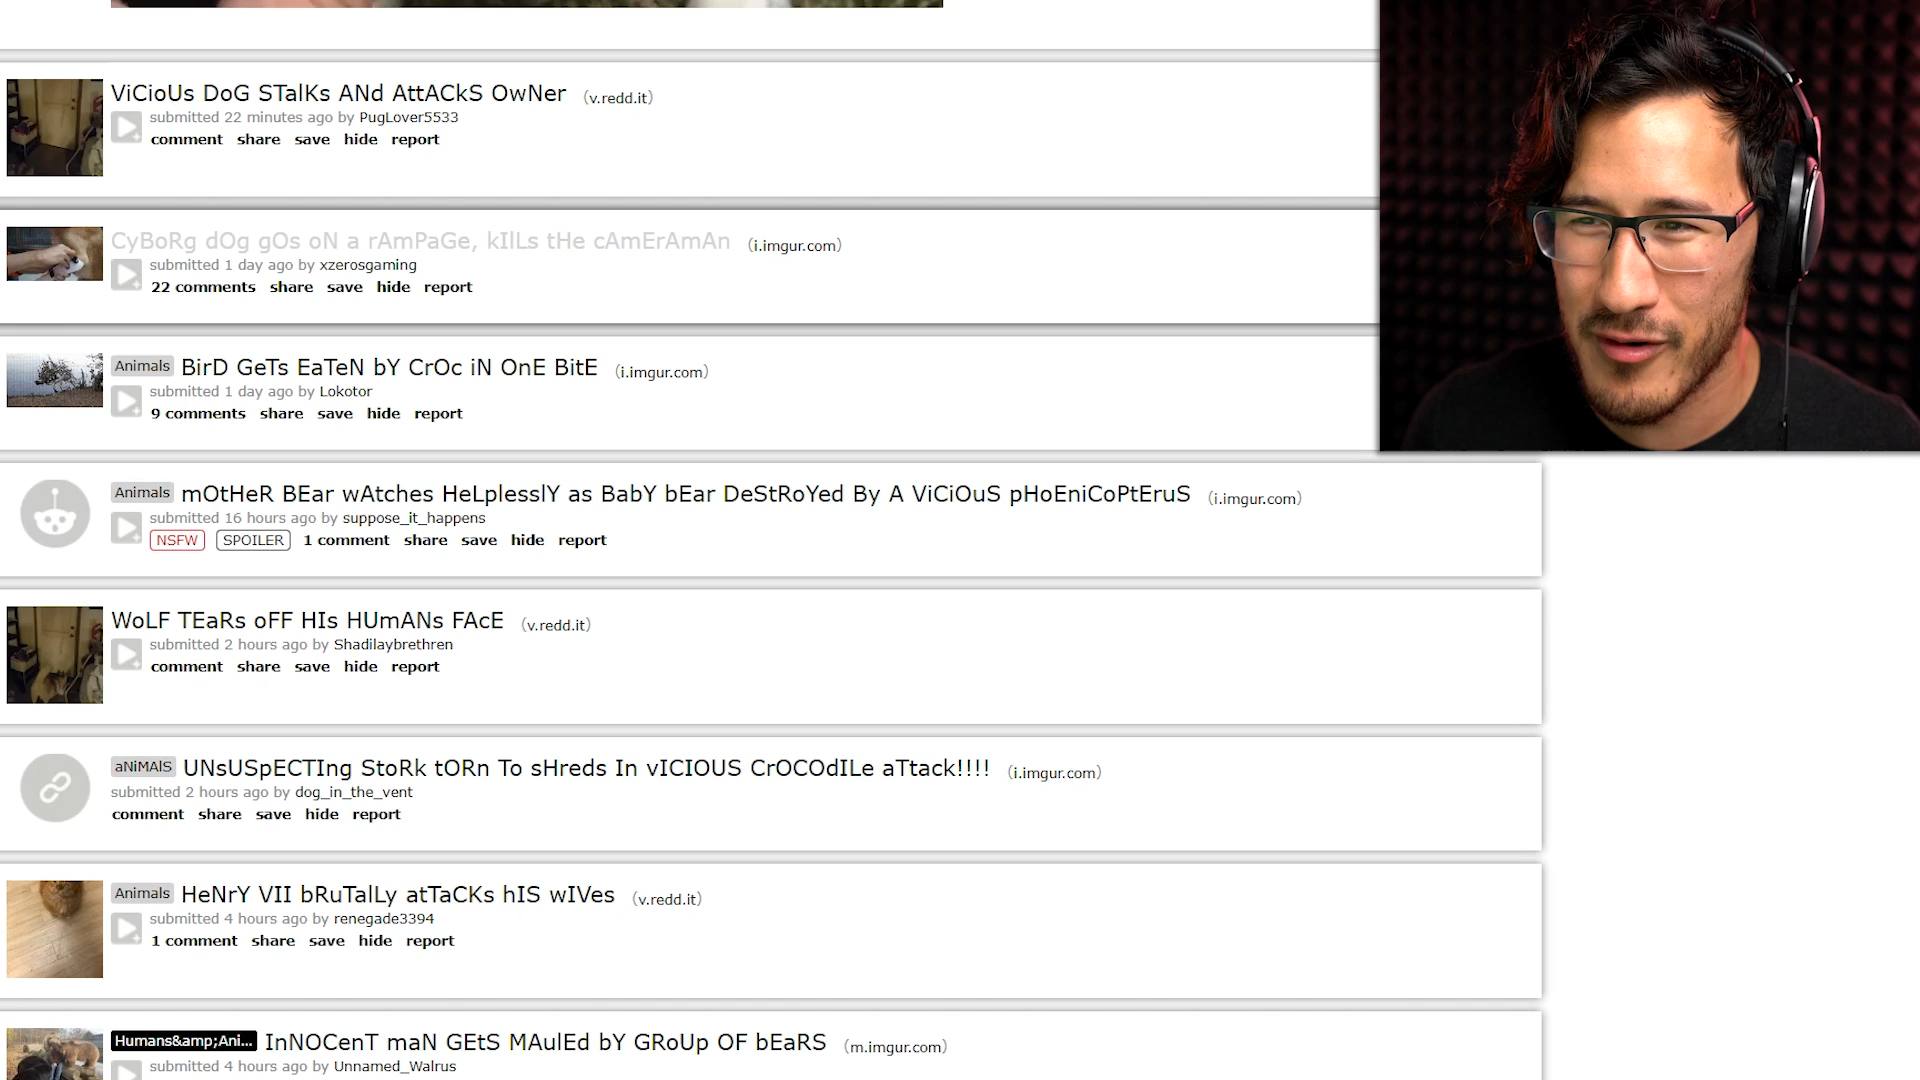 ViCioUs DoG STalKs ANd AttACkS OwNer (v.redd.it)
submitted 22 minutes ago by PugLover5533
comment share save hide report
CyBoRg dOg gOs oN a rAmPaGe, kIlLs tHe cAmErAmAn (i.imgur.com)
submitted 1 day ago by xzerosgaming
22 comments share save hide report
Animals BirD GeTs EaTeN bY CrOc iN OnE BitE (i.imgur.com)
submitted 1 day ago by Lokotor
9 comments share save hide report
Animals mOtHeR BEar wAtches HeLplesslY as BabY bEar DeStRoYed By A ViCiOuS pHoEniCoPtEruS (i.imgur.com)
submitted 16 hours ago by suppose_it_happens
NSFW SPOILER 1 comment share save hide report
WoLF TEaRs oFF HIs HUmANs FAcE (v.redd.it)
submitted 2 hours ago by Shadilaybrethren
comment share save hide report
aNiMAlS UNsUSpECTIng StoRk tORn To sHreds In vICIOUS CrOCOdILe aTtack!!!! (i.imgur.com)
submitted 2 hours ago by dog_in_the_vent
comment share save hide report
Animals HeNrY VII bRuTalLy atTaCKs hIS wIVes (v.redd.it)
submitted 4 hours ago by renegade3394
1 comment share save hide report
Humans&amp;Ani... InNOCenT maN GEtS MAulEd bY GRoUp OF bEaRS (m.imgur.com)
submitted 4 hours ago by Unnamed_Walrus